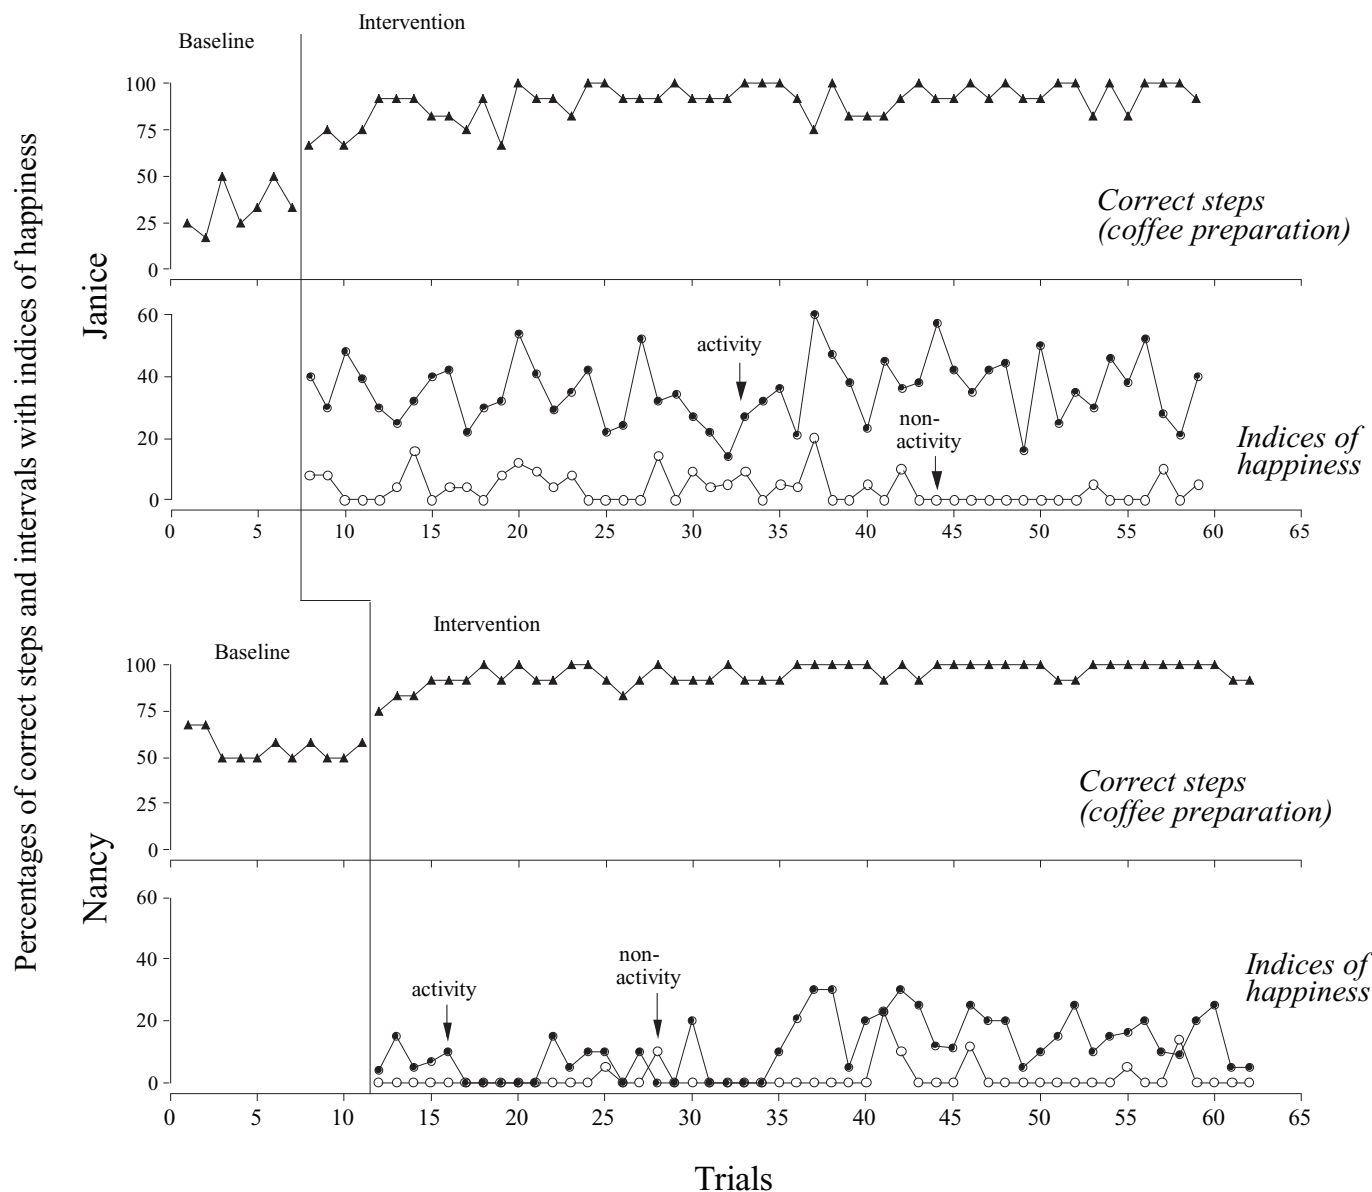 Percentages of correct steps and intervals with indices of happiness
Intervention
Baseline
100
75
50
25
0
Correct steps
(coffee preparation)
Janice
60
40
20
0
activity
non-
activity
Indices of
happiness
0 5 10 15 20 25 30 35 40 45 50 55 60 65
Intervention
Baseline
100
75
50
25
0
Correct steps
(coffee preparation)
Nancy
60
40
20
0
activity
non-
activity
Indices of
happiness
0 5 10 15 20 25 30 35 40 45 50 55 60 65
Trials